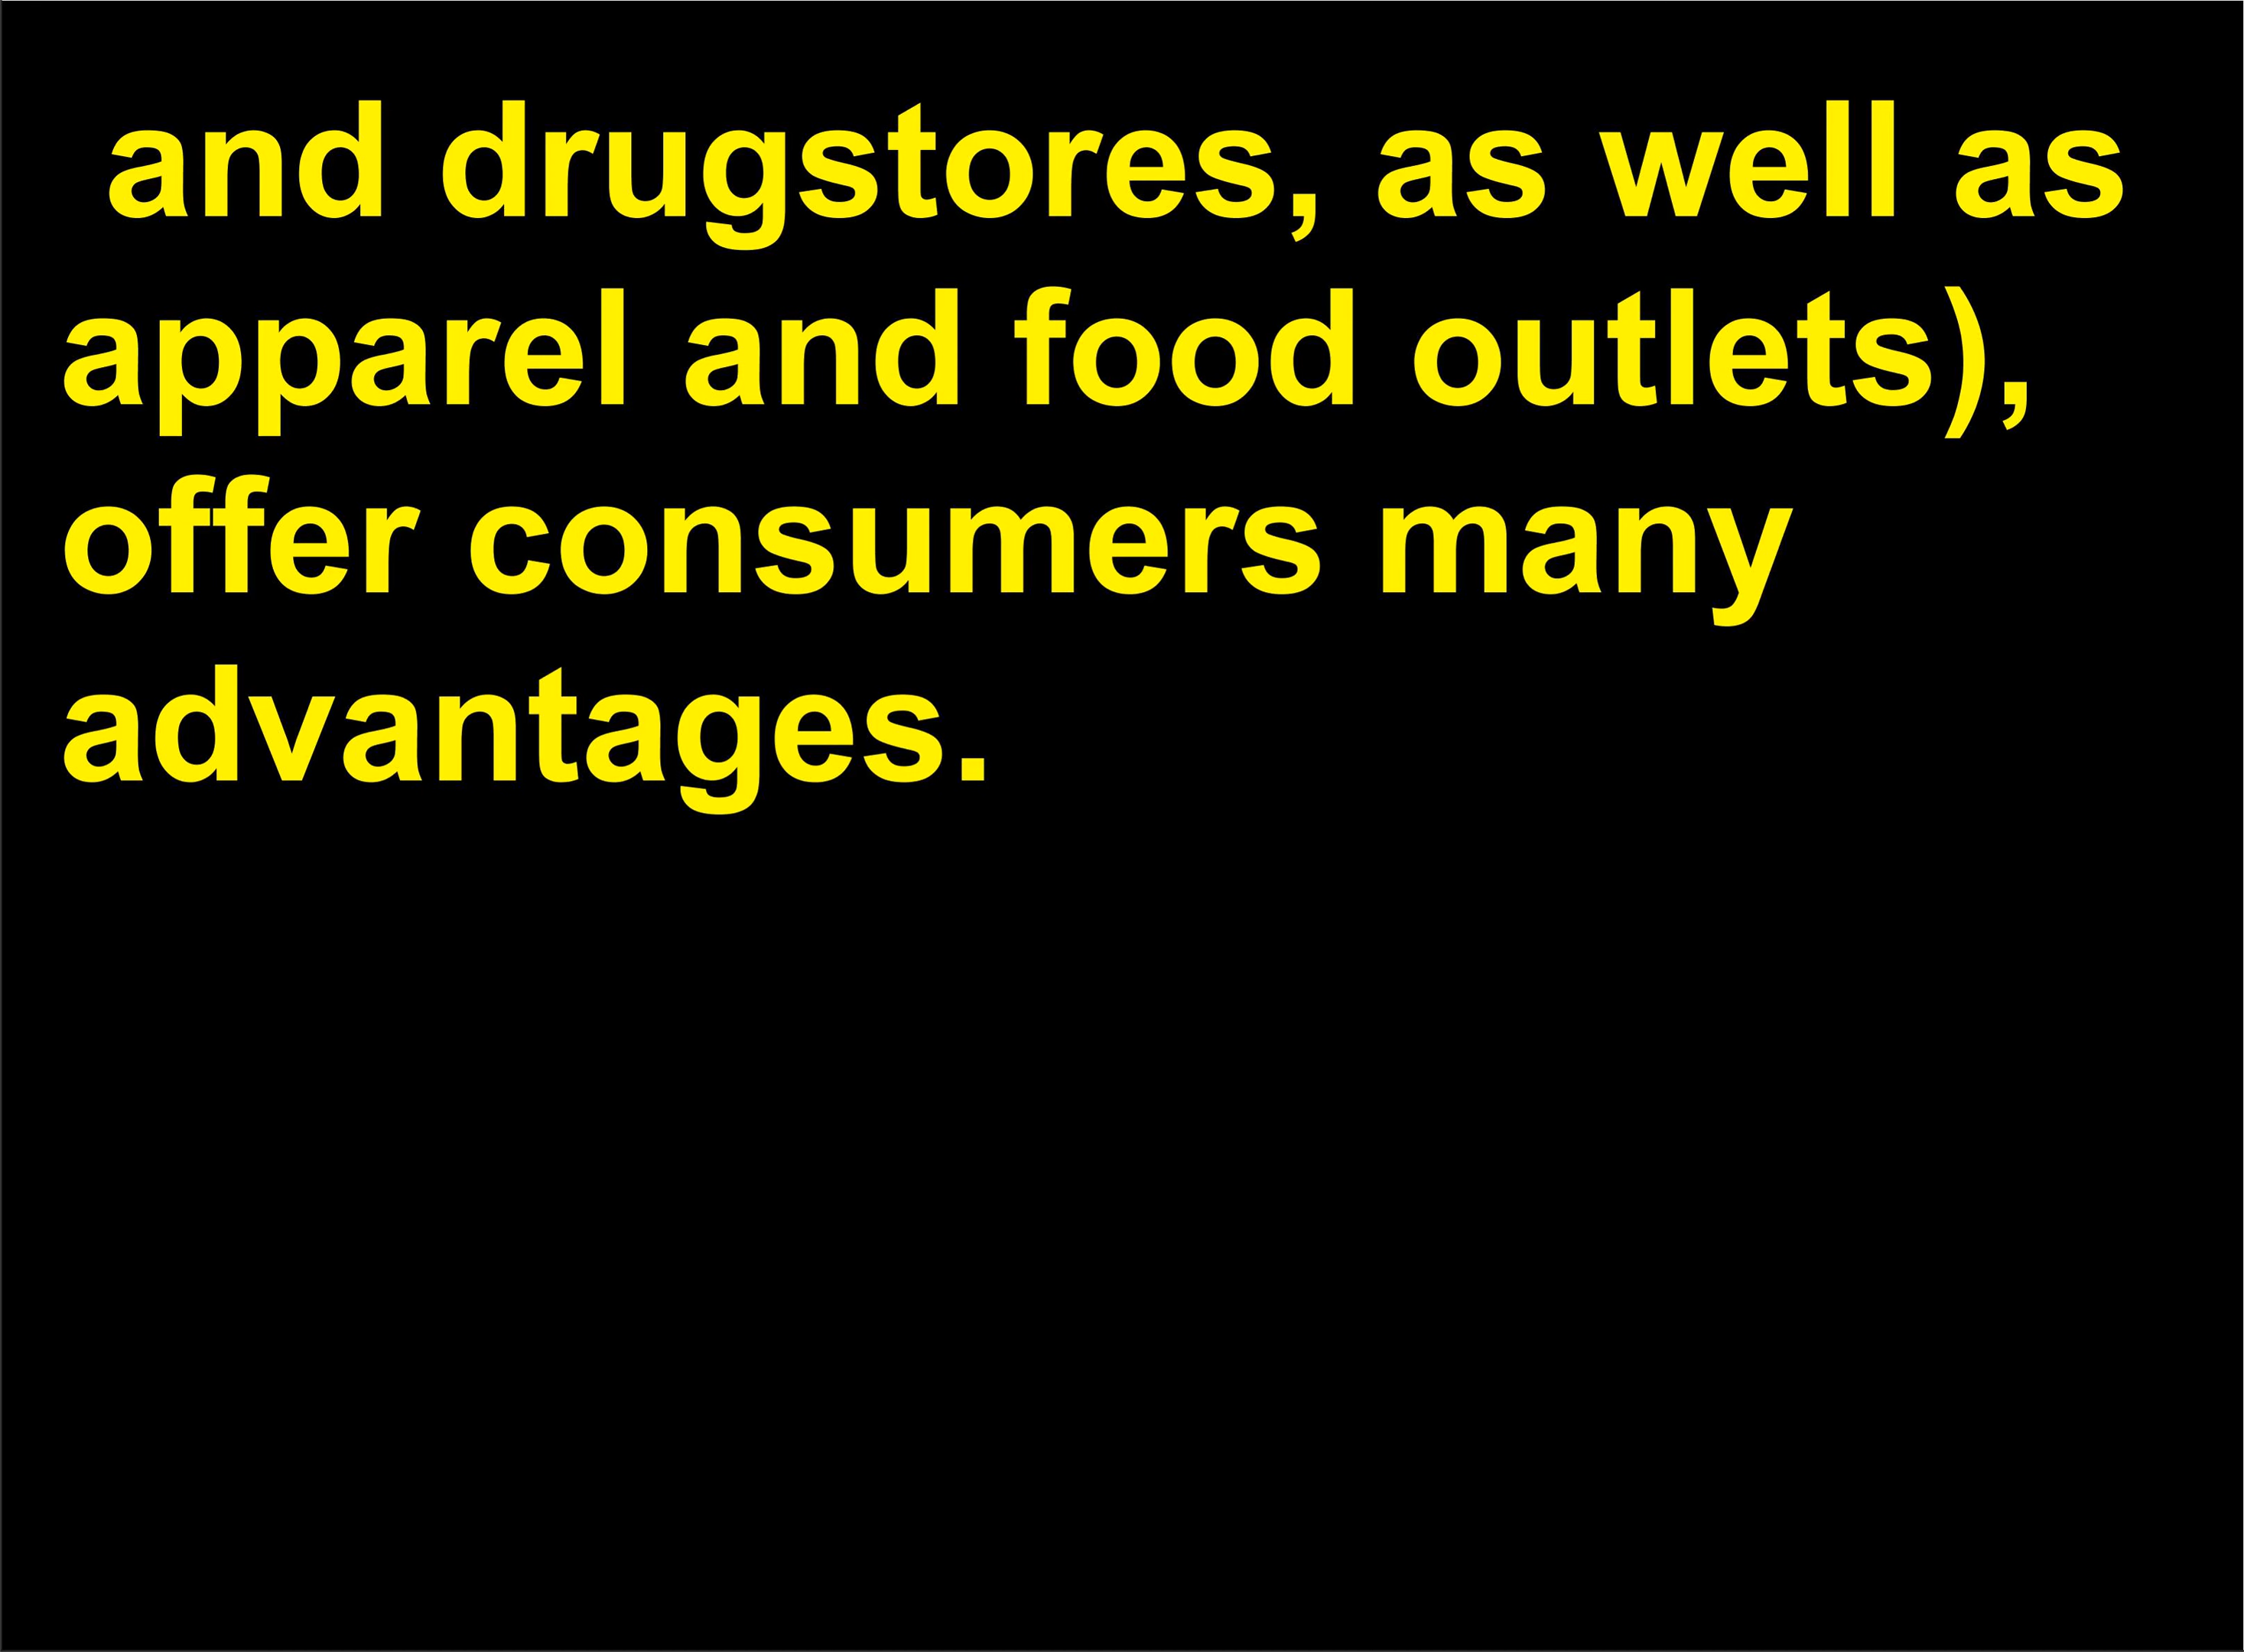 and drugstores, as well as
apparel and food outlets),
offer consumers many
advantages.